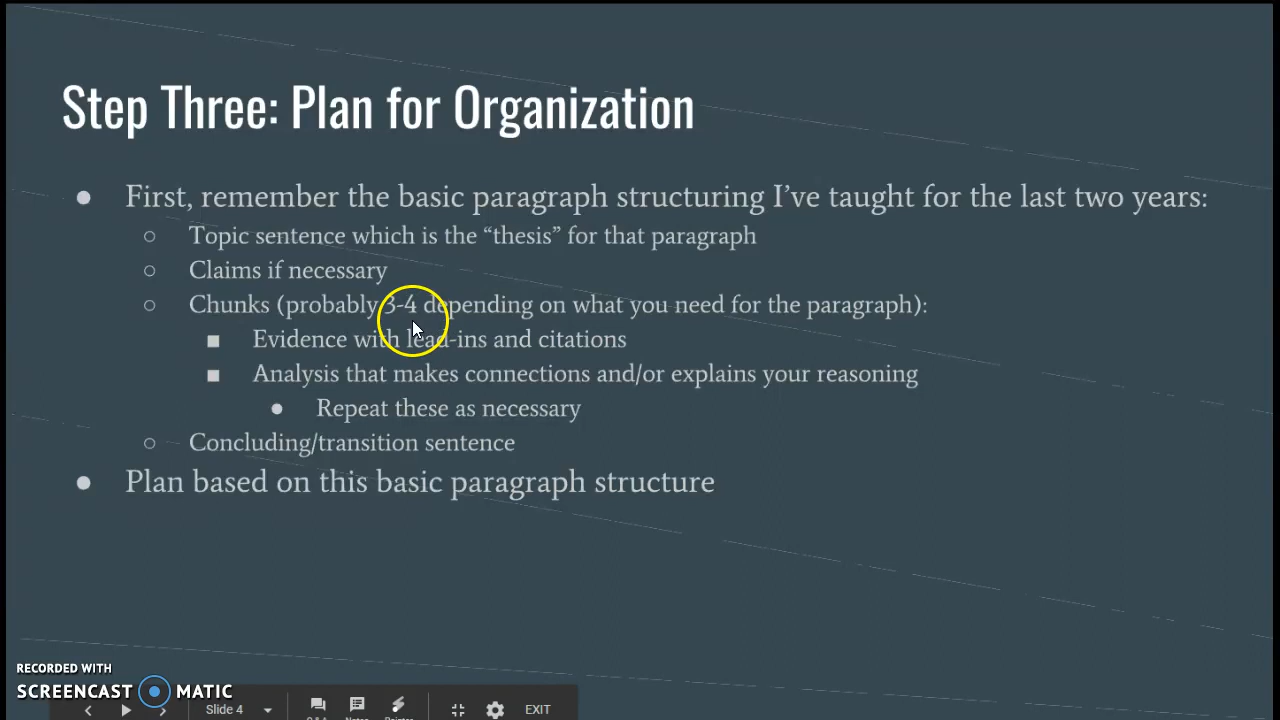 Step Three: Plan for Organization
● First, remember the basic paragraph structuring I’ve taught for the last two years:
○ Topic sentence which is the “thesis” for that paragraph
○ Claims if necessary
○ Chunks (probably 3-4 depending on what you need for the paragraph):
■ Evidence with lead-ins and citations
■ Analysis that makes connections and/or explains your reasoning
● Repeat these as necessary
○ Concluding/transition sentence
● Plan based on this basic paragraph structure
RECORDED WITH
SCREENCAST MATIC
Slide 4
EXIT